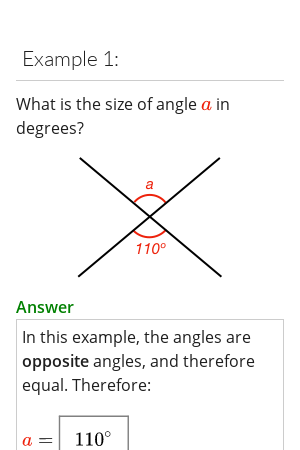 Example 1:
What is the size of angle a in
degrees?
a
110°
Answer
In this example, the angles are
opposite angles, and therefore
equal. Therefore:
a = 110°